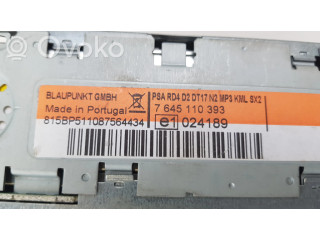 Ovoko
BLAUPUNKT GMBH
Made in Portugal
815BP511087564434
PSA RD4 D2 DT17 N2 MP3 KML SX2
7 645 110 393
e1 024189